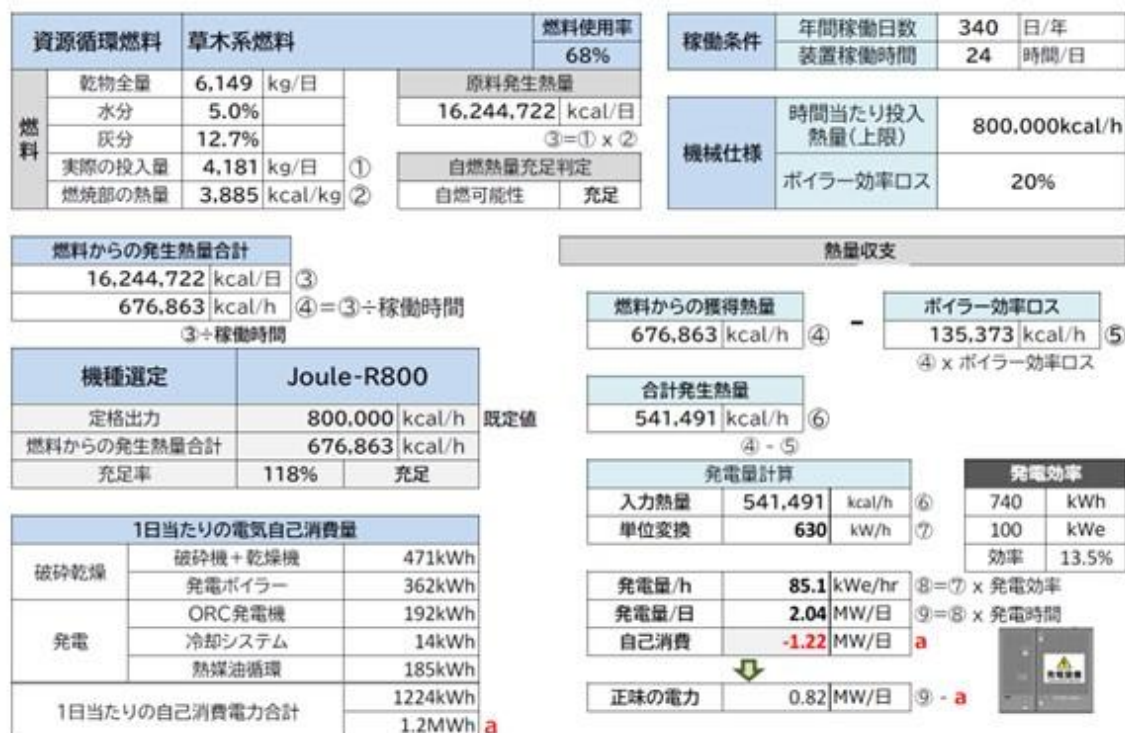 資源循環燃料 草木系燃料 燃料使用率
68%
燃料
乾物全量 6,149 kg/日
水分 5.0%
灰分 12.7%
実際の投入量 4,181 kg/日 ①
燃焼部の熱量 3,885 kcal/kg ②
原料発生熱量
16,244,722 kcal/日
③=① x ②
自燃熱量充足判定
自燃可能性 充足
稼働条件
年間稼働日数 340 日/年
装置稼働時間 24 時間/日
機械仕様
時間当たり投入
熱量(上限) 800.000kcal/h
ボイラー効率ロス 20%
燃料からの発生熱量合計
16,244,722 kcal/日 ③
676,863 kcal/h ④=③÷稼働時間
③÷稼働時間
機種選定 Joule-R800
定格出力 800,000 kcal/h 既定値
燃料からの発生熱量合計 676,863 kcal/h
充足率 118% 充足
1日当たりの電気自己消費量
破砕乾燥
破砕機+乾燥機 471kWh
発電ボイラー 362kWh
発電
ORC発電機 192kWh
冷却システム 14kWh
熱媒油循環 185kWh
1日当たりの自己消費電力合計
1224kWh
1.2MWh a
熱量収支
燃料からの獲得熱量
676,863 kcal/h ④
-
ボイラー効率ロス
135,373 kcal/h ⑤
④ x ボイラー効率ロス
合計発生熱量
541,491 kcal/h ⑥
④ - ⑤
発電量計算
入力熱量 541,491 kcal/h ⑥
単位変換 630 kW/h ⑦
発電効率
740 kWh
100 kWe
効率 13.5%
発電量/h 85.1 kWe/hr ⑧=⑦ x 発電効率
発電量/日 2.04 MW/日 ⑨=⑧ x 発電時間
自己消費 -1.22 MW/日 a
正味の電力 0.82 MW/日 ⑨ - a